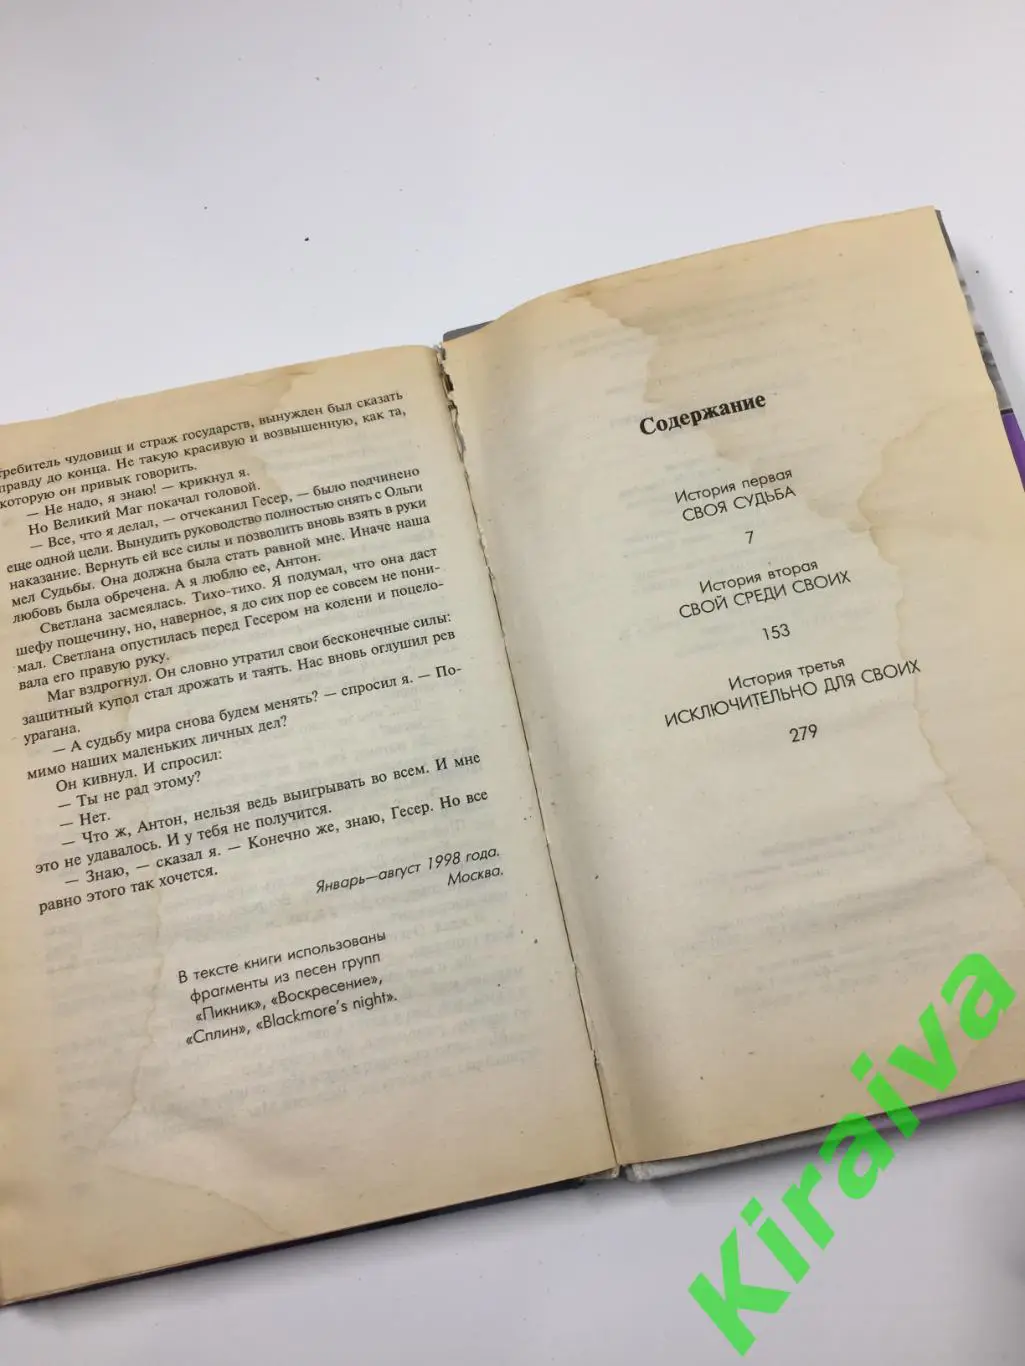 требитель чудовищ и страж государств, вынужден был сказать
правду до конца. Не такую красивую и возвышенную, как та,
которую он привык говорить.
— Не надо, я знаю! — крикнул я.
Но Великий Маг покачал головой.
— Все, что я делал, — отчеканил Гесер, — было подчинено
еще одной цели. Вынудить руководство полностью снять с Ольги
наказание. Вернуть ей все силы и позволить вновь взять в руки
мел Судьбы. Она должна была стать равной мне. Иначе наша
любовь была обречена. А я люблю ее, Антон.
Светлана засмеялась. Тихо-тихо. Я подумал, что она даст
шефу пощечину, но, наверное, я до сих пор ее совсем не пони-
мал. Светлана опустилась перед Гесером на колени и поцело-
вала его правую руку.
Маг вздрогнул. Он словно утратил свои бесконечные силы:
защитный купол стал дрожать и таять. Нас вновь оглушил рев
урагана.
— А судьбу мира снова будем менять? — спросил я. — По-
мимо наших маленьких личных дел?
Он кивнул. И спросил:
— Ты не рад этому?
— Нет.
— Что ж, Антон, нельзя ведь выигрывать во всем. И мне
это не удавалось. И у тебя не получится.
— Знаю, — сказал я. — Конечно же, знаю, Гесер. Но все
равно этого так хочется.
Январь—август 1998 года.
Москва.
В тексте книги использованы
фрагменты из песен групп
«Пикник», «Воскресение»,
«Сплин», «Blackmore's night».
Содержание
История первая
СВОЯ СУДЬБА
7
История вторая
СВОЙ СРЕДИ СВОИХ
153
История третья
ИСКЛЮЧИТЕЛЬНО ДЛЯ СВОИХ
279
Kiraiva